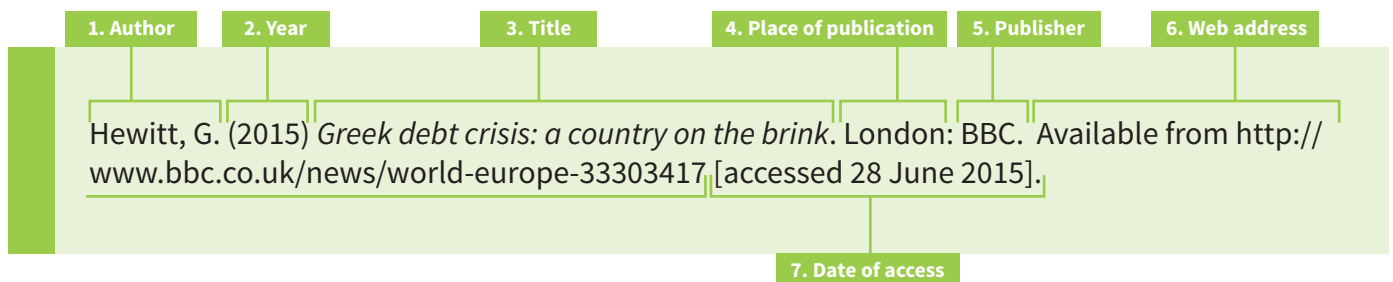 1. Author 2. Year 3. Title 4. Place of publication 5. Publisher 6. Web address
Hewitt, G. (2015) Greek debt crisis: a country on the brink. London: BBC. Available from http://
www.bbc.co.uk/news/world-europe-33303417 [accessed 28 June 2015].
7. Date of access